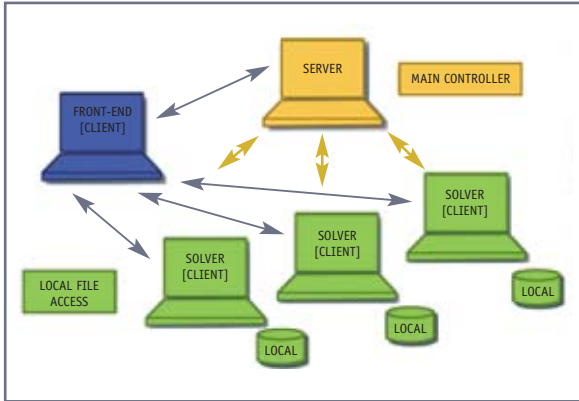 SERVER
MAIN CONTROLLER
FRONT-END
[CLIENT]
SOLVER
[CLIENT]
SOLVER
[CLIENT]
SOLVER
[CLIENT]
LOCAL FILE
ACCESS
LOCAL
LOCAL
LOCAL